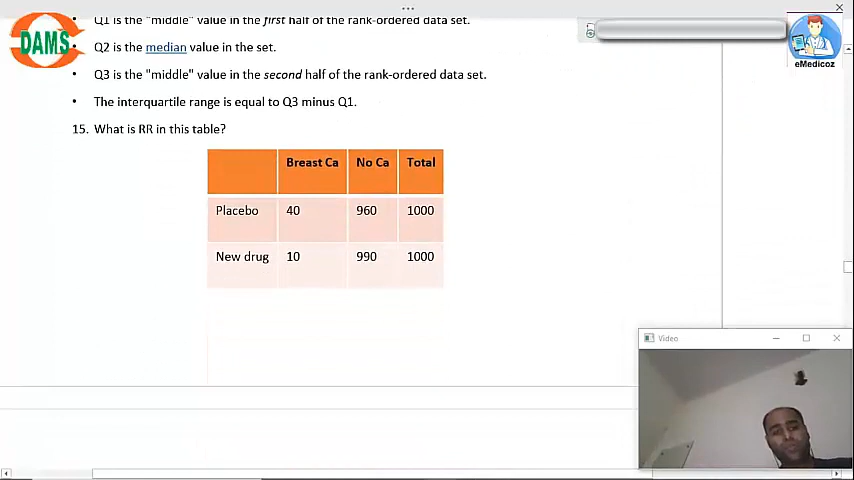 • Q1 is the "middle" value in the first half of the rank-ordered data set.
DAMS
• Q2 is the median value in the set.
eMedicoz
• Q3 is the "middle" value in the second half of the rank-ordered data set.
• The interquartile range is equal to Q3 minus Q1.
15. What is RR in this table?
Breast Ca No Ca Total
Placebo 40 960 1000
New drug 10 990 1000
Video